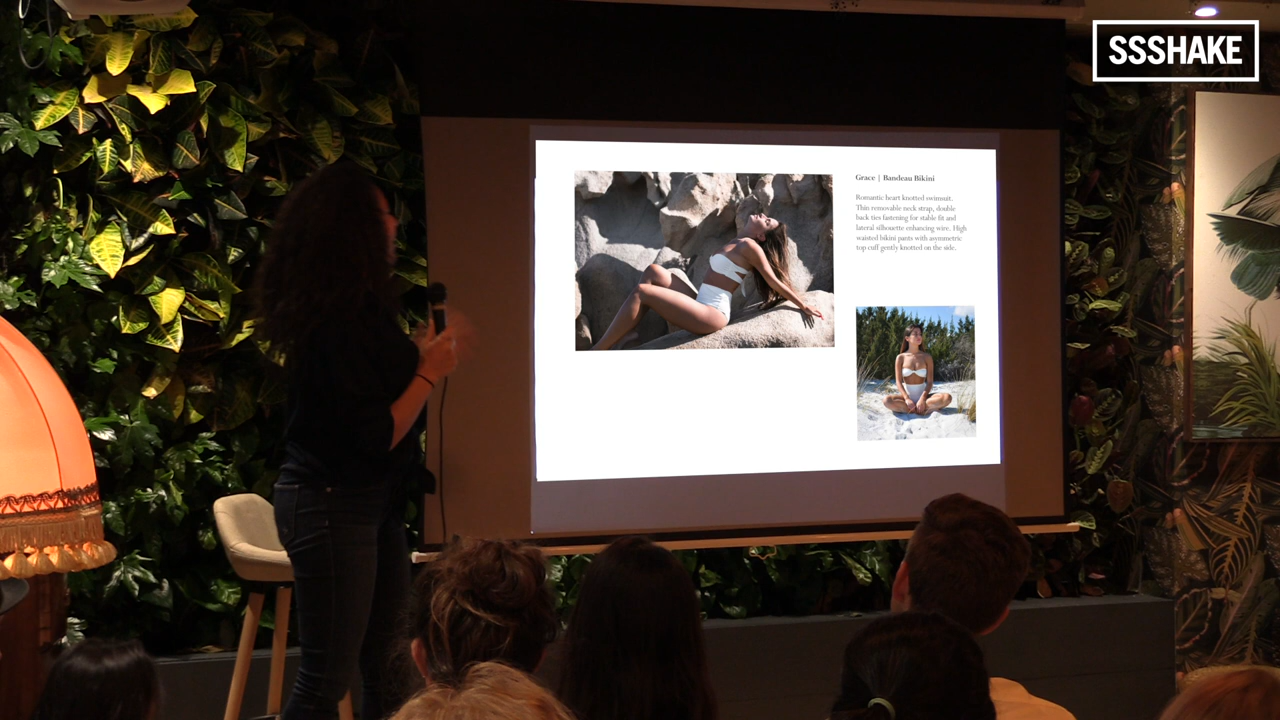 SSSHAKE
Grace | Bandeau Bikini
Romantic heart knotted swimsuit.
Thin removable neck strap, double
back ties fastening for stable fit and
lateral silhouette enhancing wire. High
waisted bikini pants with asymmetric
top cuff gently knotted on the side.